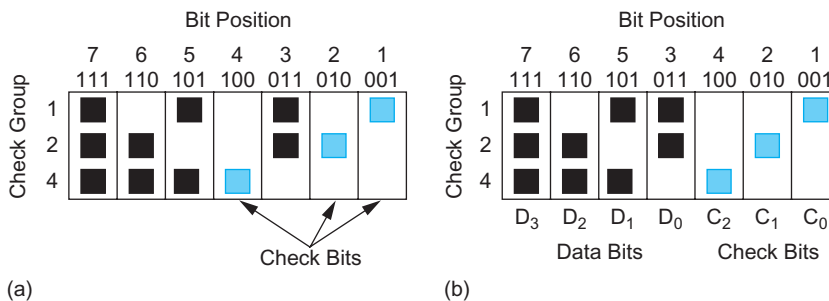 Bit Position
7 6 5 4 3 2 1
111 110 101 100 011 010 001
Check Group
1
2
4
Check Bits
(a)
Bit Position
7 6 5 3 4 2 1
111 110 101 011 100 010 001
Check Group
1
2
4
D3 D2 D1 D0 C2 C1 C0
Data Bits Check Bits
(b)